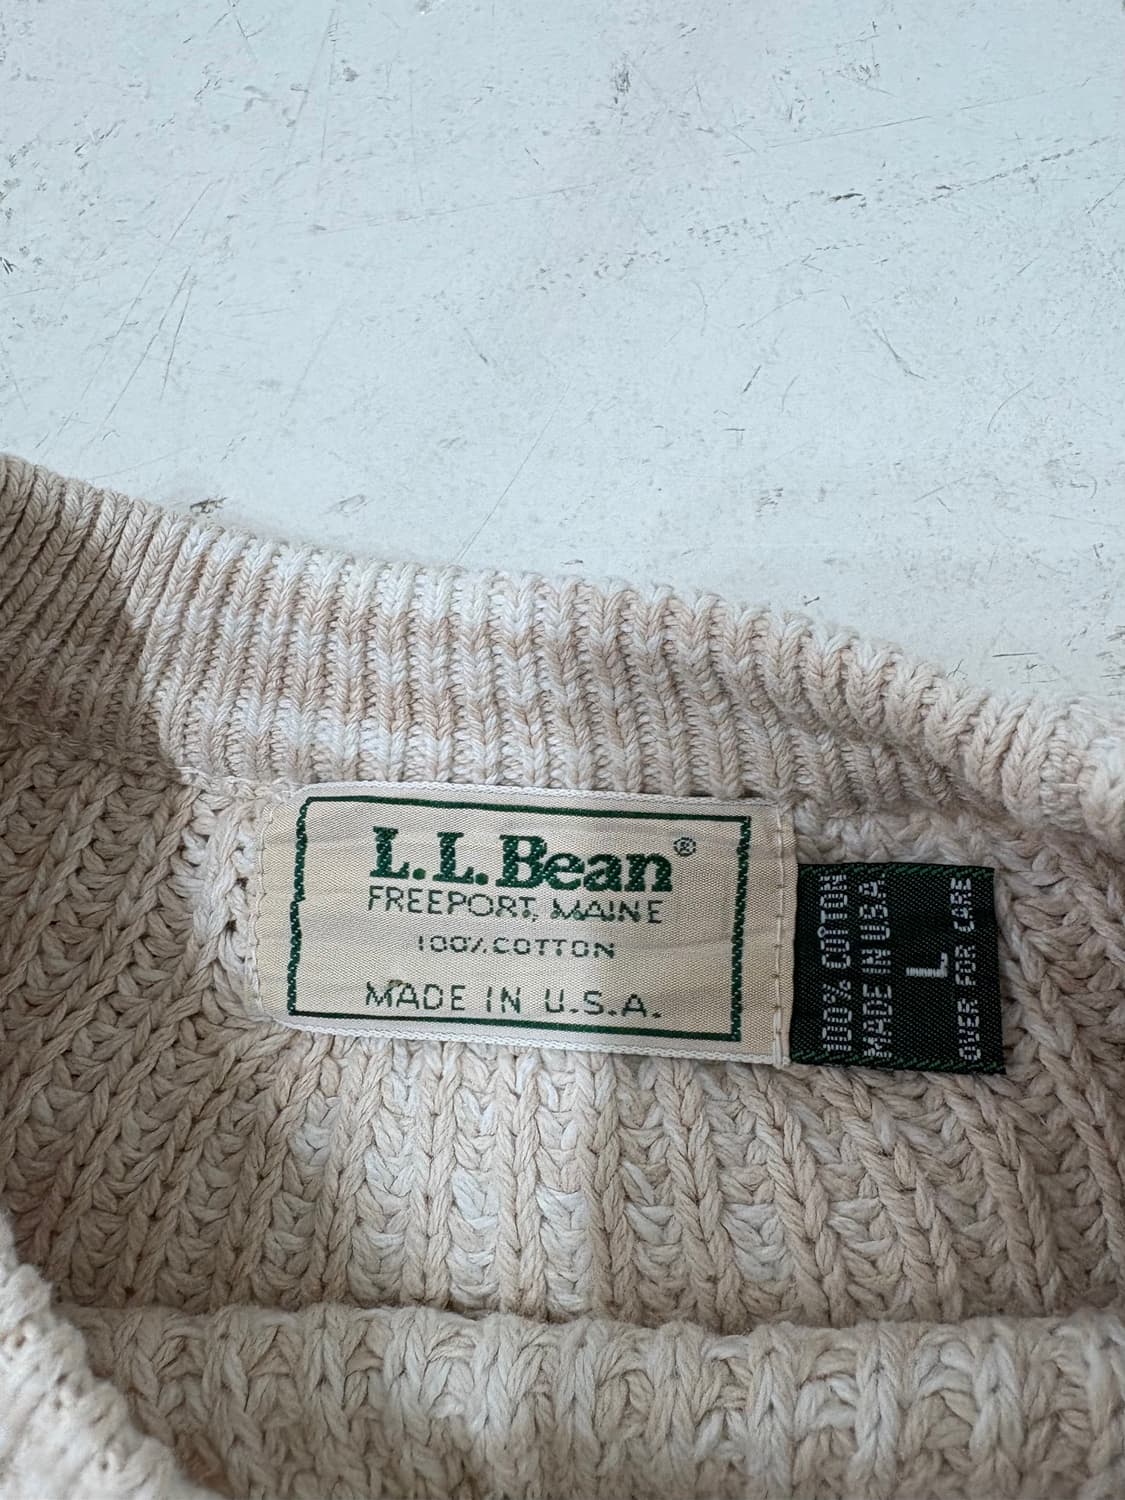 L.L.Bean®
FREEPORT, MAINE
100% COTTON
MADE IN U.S.A.
100% COTTON
MADE IN USA
L
OVER FOR CARE